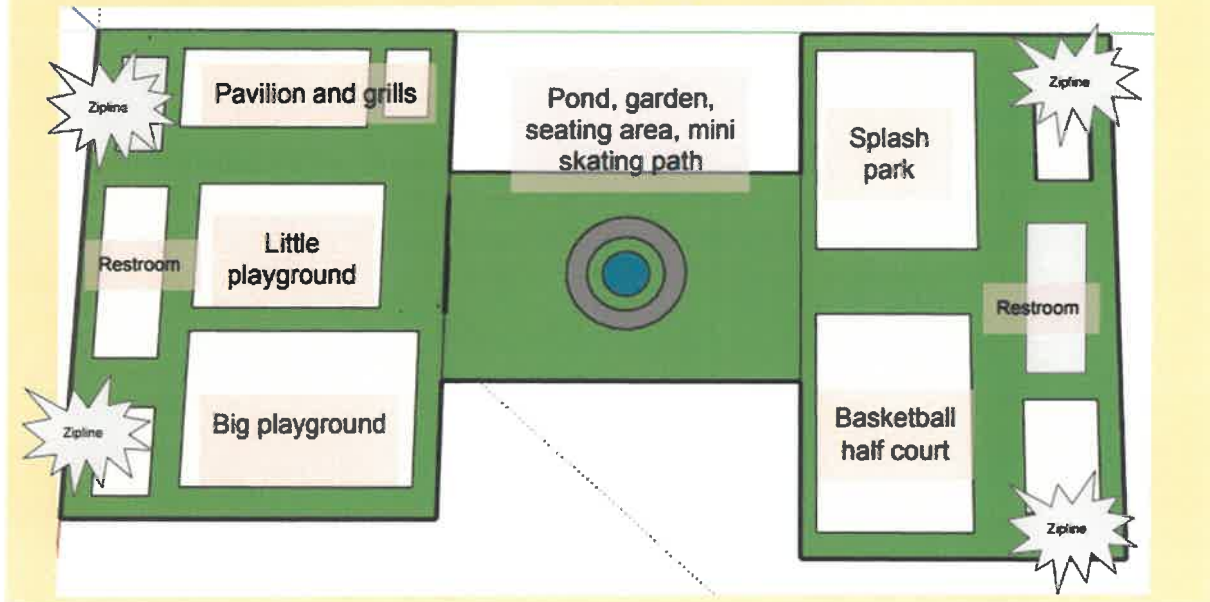 Zipline
Pavilion and grills
Pond, garden,
seating area, mini
skating path
Splash
park
Zipline
Restroom
Little
playground
Restroom
Zipline
Big playground
Basketball
half court
Zipline